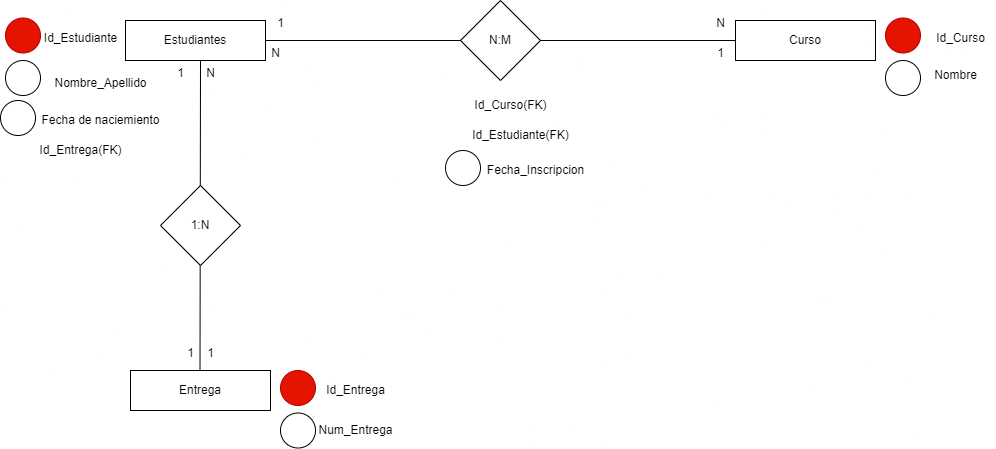 Id_Estudiante
Estudiantes
1
N
N:M
N
1
Curso
Id_Curso
Nombre
Nombre_Apellido
Fecha de naciemiento
Id_Entrega(FK)
1 N
Id_Curso(FK)
Id_Estudiante(FK)
Fecha_Inscripcion
1:N
1 1
Entrega
Id_Entrega
Num_Entrega